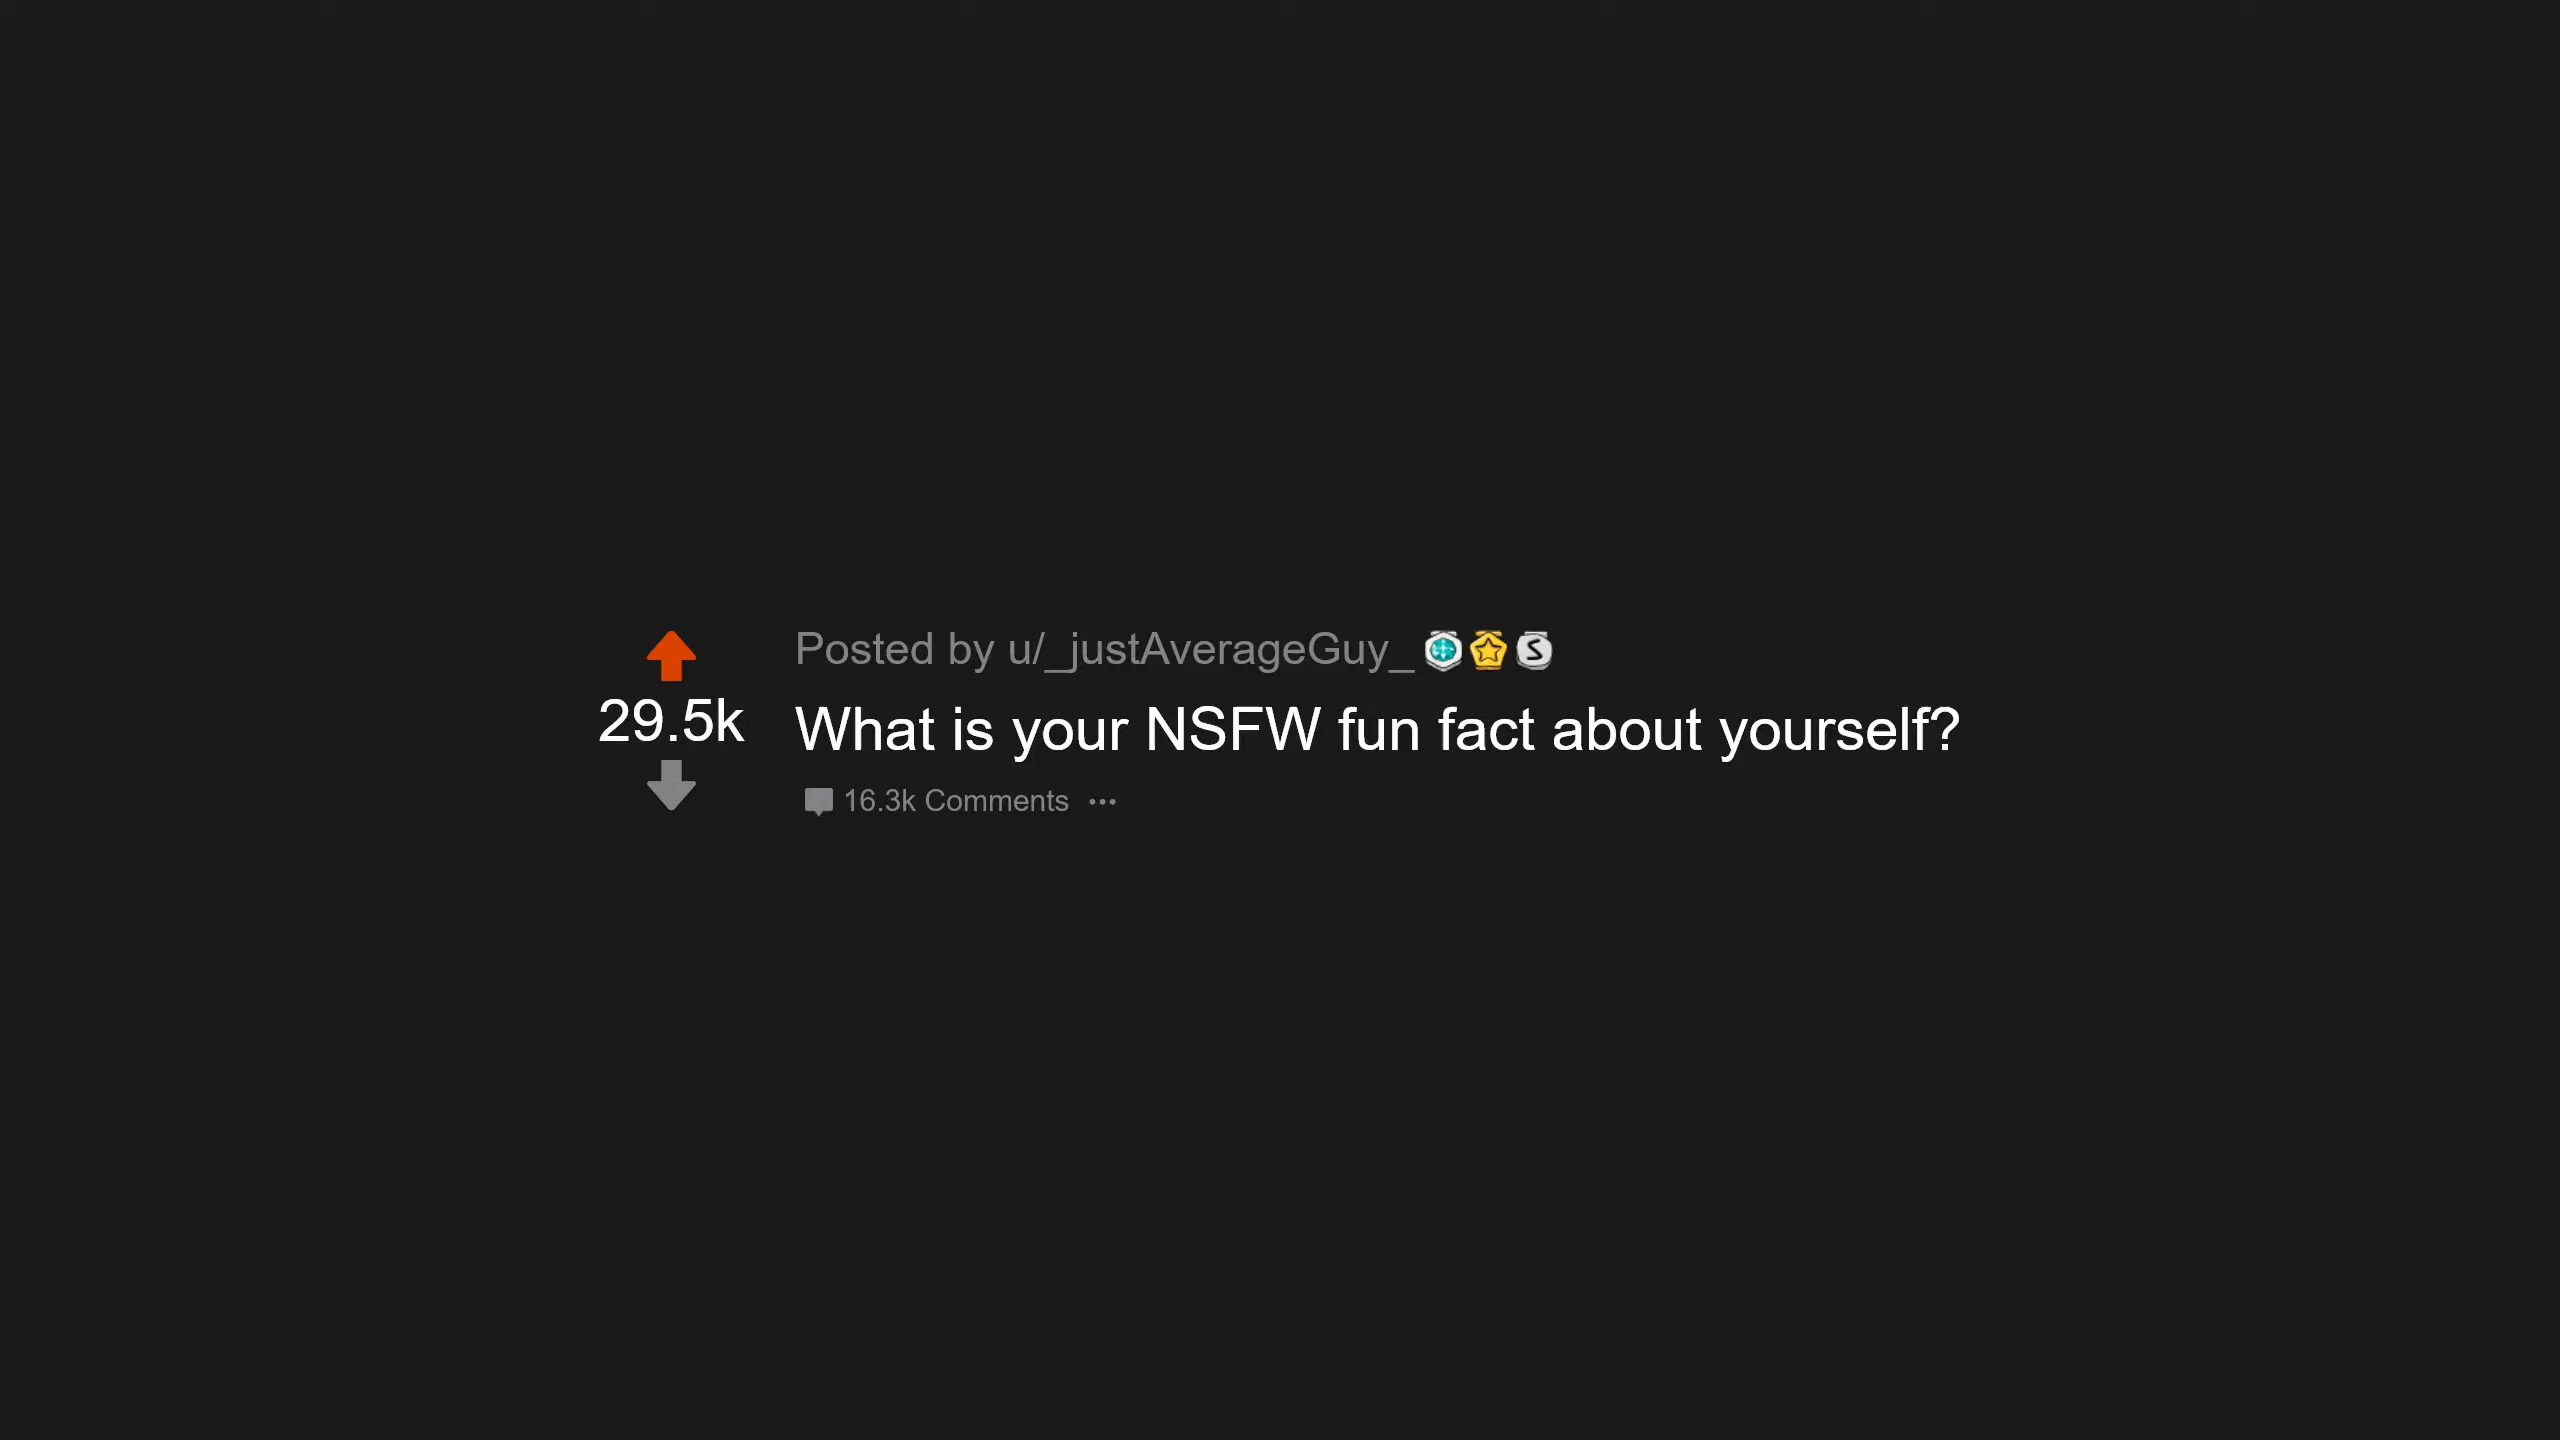 Posted by u/_justAverageGuy_
29.5k
What is your NSFW fun fact about yourself?
16.3k Comments ...